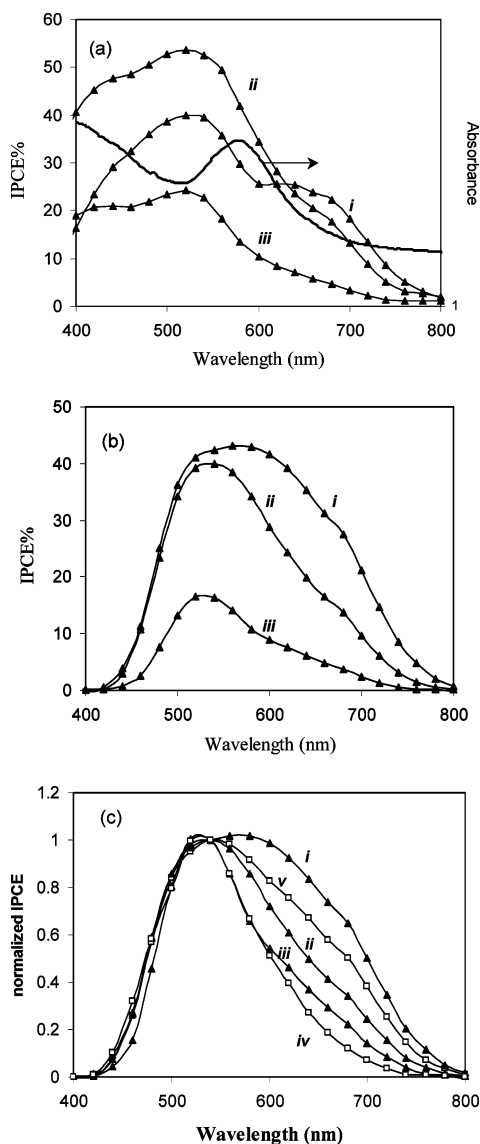 (a)
60
50
40
30
20
10
0
IPCE%
ii
i
iii
Absorbance
1
400 500 600 700 800
Wavelength (nm)
(b)
50
40
30
20
10
0
IPCE%
i
ii
iii
400 500 600 700 800
Wavelength (nm)
(c)
1.2
1
0.8
0.6
0.4
0.2
0
normalized IPCE
i
v
ii
iii
iv
400 500 600 700 800
Wavelength (nm)